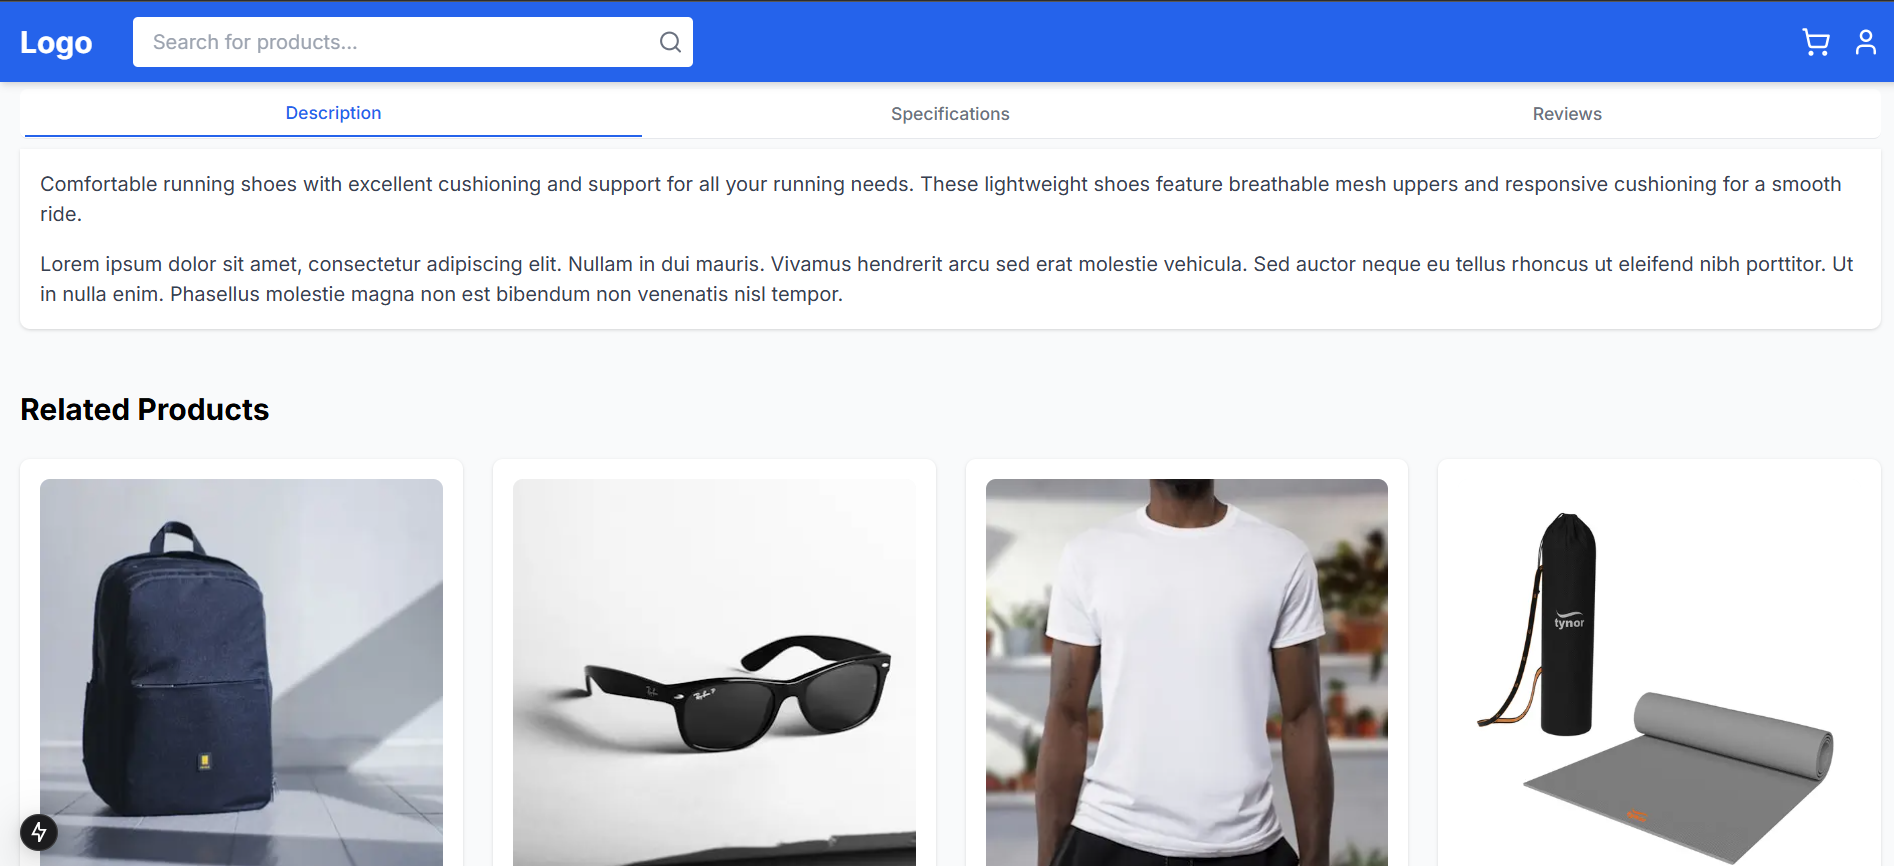 Logo
Search for products...
Description
Specifications
Reviews
Comfortable running shoes with excellent cushioning and support for all your running needs. These lightweight shoes feature breathable mesh uppers and responsive cushioning for a smooth
ride.
Lorem ipsum dolor sit amet, consectetur adipiscing elit. Nullam in dui mauris. Vivamus hendrerit arcu sed erat molestie vehicula. Sed auctor neque eu tellus rhoncus ut eleifend nibh porttitor. Ut
in nulla enim. Phasellus molestie magna non est bibendum non venenatis nisl tempor.
Related Products
tynor